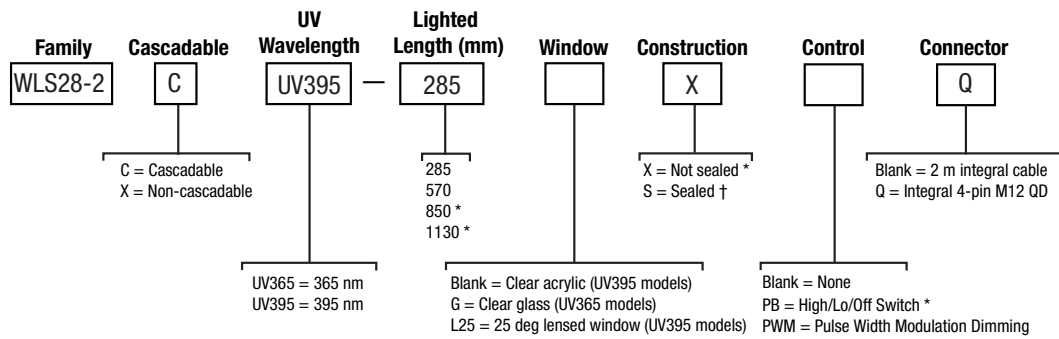 Family
Cascadable
UV
Wavelength
Lighted
Length (mm)
Window
Construction
Control
Connector
WLS28-2
C
UV395
–
285
X
Q
C = Cascadable
X = Non-cascadable
285
570
850 *
1130 *
X = Not sealed *
S = Sealed †
Blank = 2 m integral cable
Q = Integral 4-pin M12 QD
UV365 = 365 nm
UV395 = 395 nm
Blank = Clear acrylic (UV395 models)
G = Clear glass (UV365 models)
L25 = 25 deg lensed window (UV395 models)
Blank = None
PB = High/Lo/Off Switch *
PWM = Pulse Width Modulation Dimming